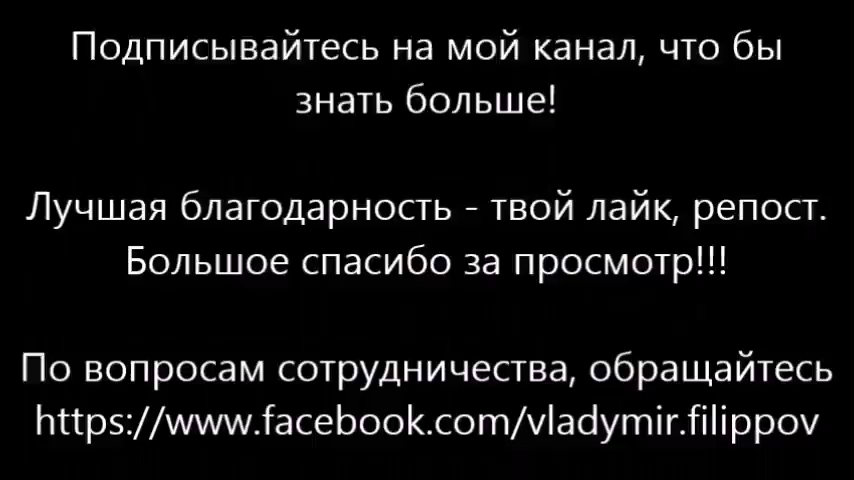 Подписывайтесь на мой канал, что бы
знать больше!
Лучшая благодарность - твой лайк, репост.
Большое спасибо за просмотр!!!
По вопросам сотрудничества, обращайтесь
https://www.facebook.com/vladymir.filippov